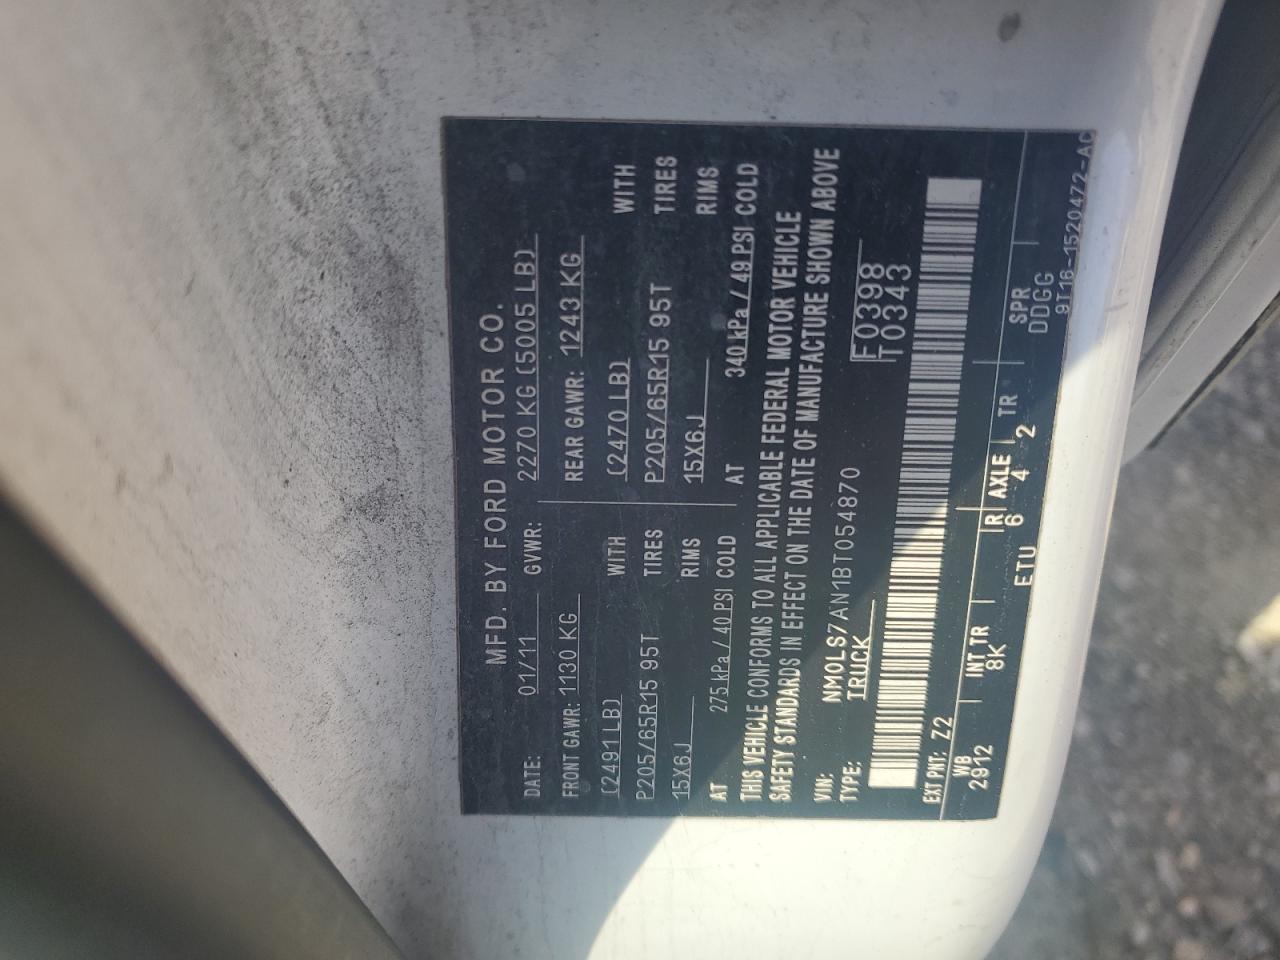 MFD. BY FORD MOTOR CO.
DATE: 01/11 GVWR: 2270 KG (5005 LB)
FRONT GAWR: 1130 KG REAR GAWR: 1243 KG
(2491 LB) WITH (2470 LB) WITH
P205/65R15 95T TIRES P205/65R15 95T TIRES
15X6J RIMS 15X6J RIMS
AT 275 kPa / 40 PSI COLD AT 340 kPa / 49 PSI COLD
THIS VEHICLE CONFORMS TO ALL APPLICABLE FEDERAL MOTOR VEHICLE
SAFETY STANDARDS IN EFFECT ON THE DATE OF MANUFACTURE SHOWN ABOVE
VIN: NM0LS7AN1BT054870 F0398
TYPE: TRUCK T0343
EXT PNT: Z2 ETU
WB INT TR R AXLE TR SPR
2912 8K 6 4 2 DDGG
9T16-1520472-AC